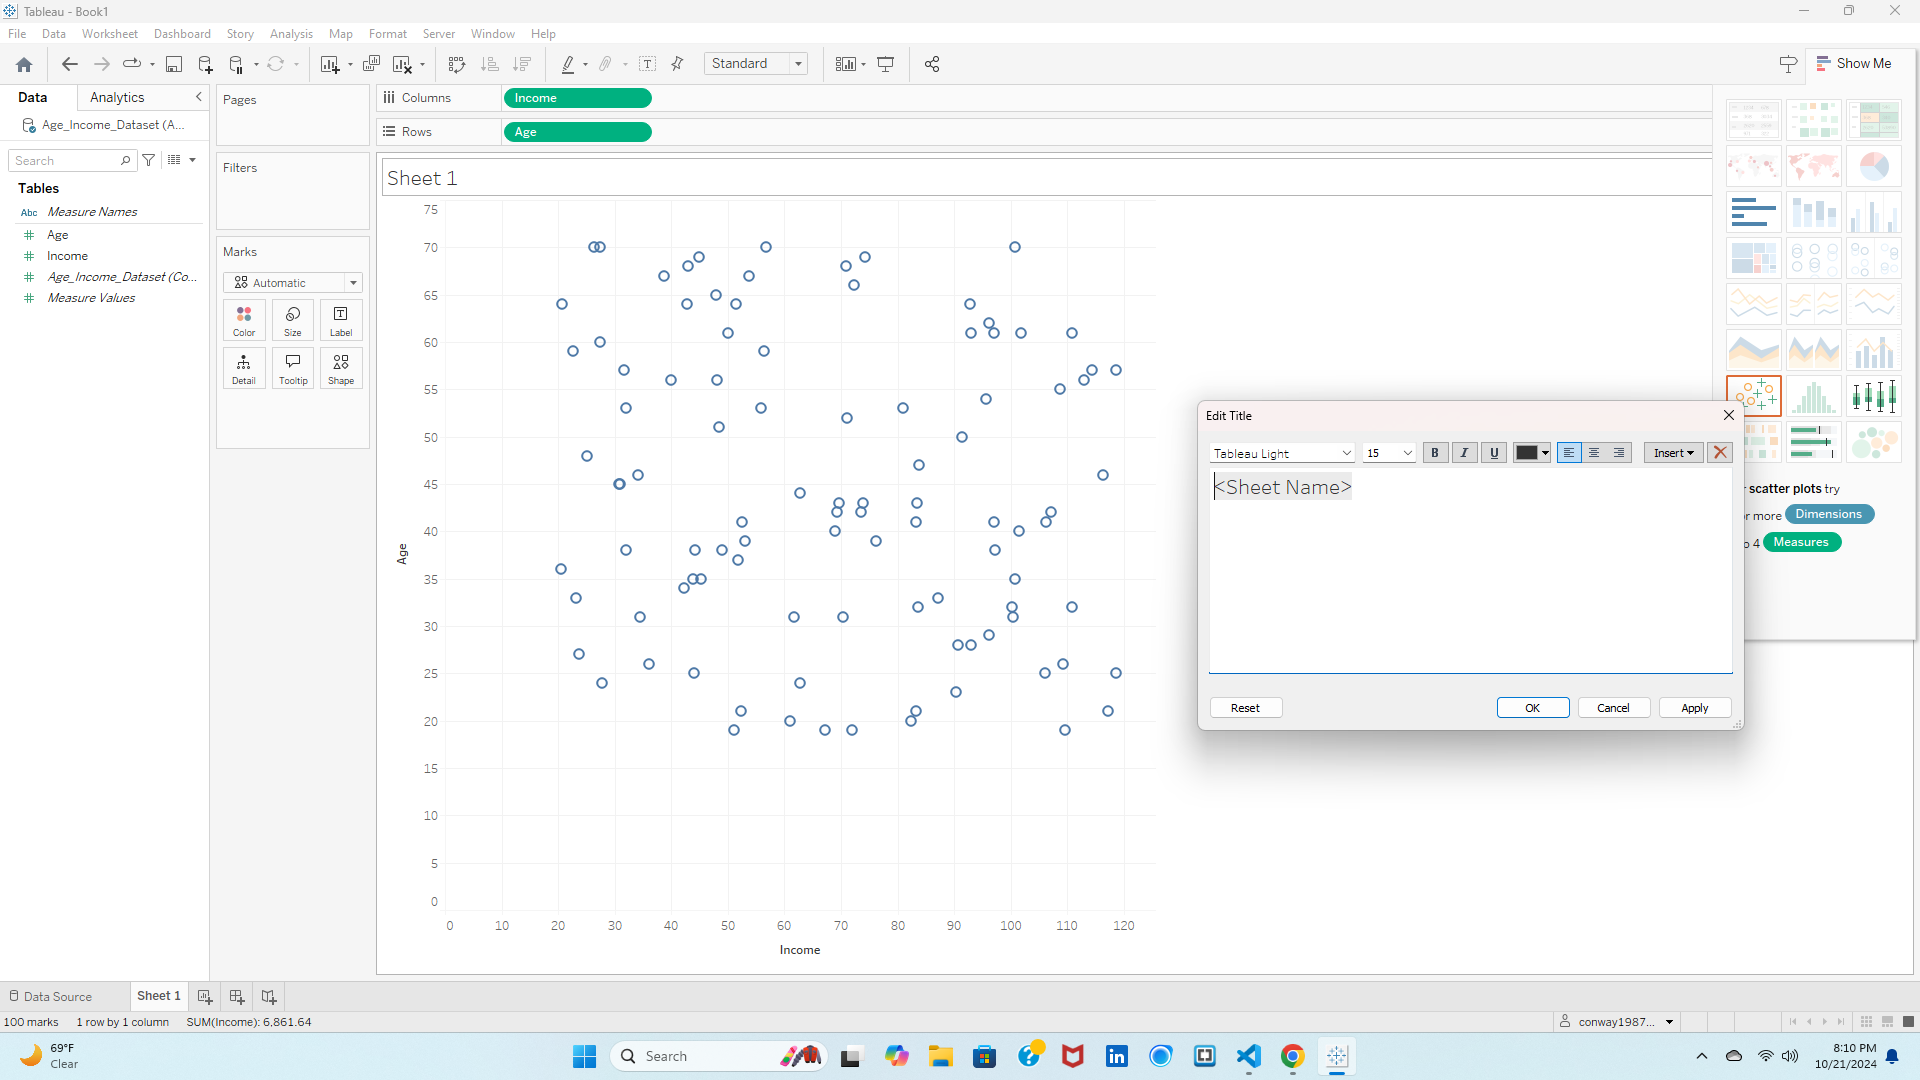 Tableau - Book1
File Data Worksheet Dashboard Story Analysis Map Format Server Window Help
Standard
Show Me
Data Analytics
Age_Income_Dataset (A...
Search
Tables
Abc Measure Names
Age
Income
Age_Income_Dataset (Co...
Measure Values
Pages
Filters
Marks
Automatic
Color Size Label
Detail Tooltip Shape
Columns Income
Rows Age
Sheet 1
75
70
65
60
55
50
45
40
35
30
25
20
15
10
5
0
Age
0 10 20 30 40 50 60 70 80 90 100 110 120
Income
Edit Title
Tableau Light 15 B I U Insert
<Sheet Name>
Reset OK Cancel Apply
scatter plots try
more Dimensions
o 4 Measures
Data Source Sheet 1
100 marks 1 row by 1 column SUM(Income): 6,861.64
conway1987...
69°F
Clear
Search
8:10 PM
10/21/2024